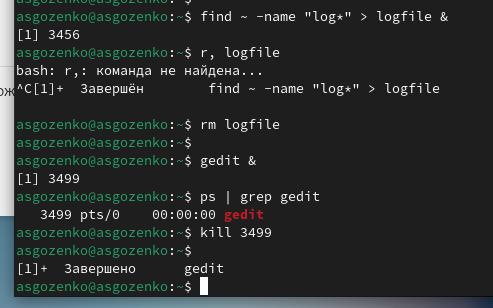 asgozenko@asgozenko:~$ find ~ -name "log*" > logfile &
[1] 3456
asgozenko@asgozenko:~$ r, logfile
bash: r,: команда не найдена...
^C[1]+  Завершён        find ~ -name "log*" > logfile
asgozenko@asgozenko:~$ rm logfile
asgozenko@asgozenko:~$
asgozenko@asgozenko:~$ gedit &
[1] 3499
asgozenko@asgozenko:~$ ps | grep gedit
   3499 pts/0    00:00:00 gedit
asgozenko@asgozenko:~$ kill 3499
asgozenko@asgozenko:~$
[1]+  Завершено      gedit
asgozenko@asgozenko:~$